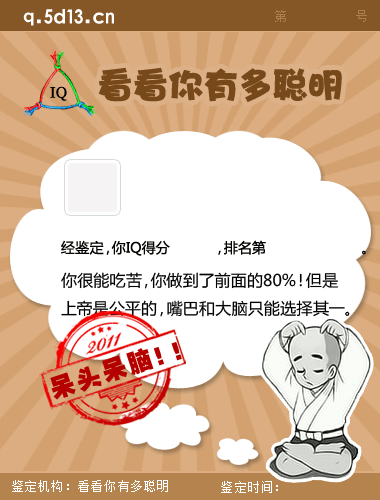 q.5d13.cn
第 号
IQ
看看你有多聪明
经鉴定,你IQ得分 ,排名第 。
你很能吃苦,你做到了前面的80%!但是
上帝是公平的,嘴巴和大脑只能选择其一。
2011
呆头呆脑!!
鉴定机构：看看你有多聪明 鉴定时间：